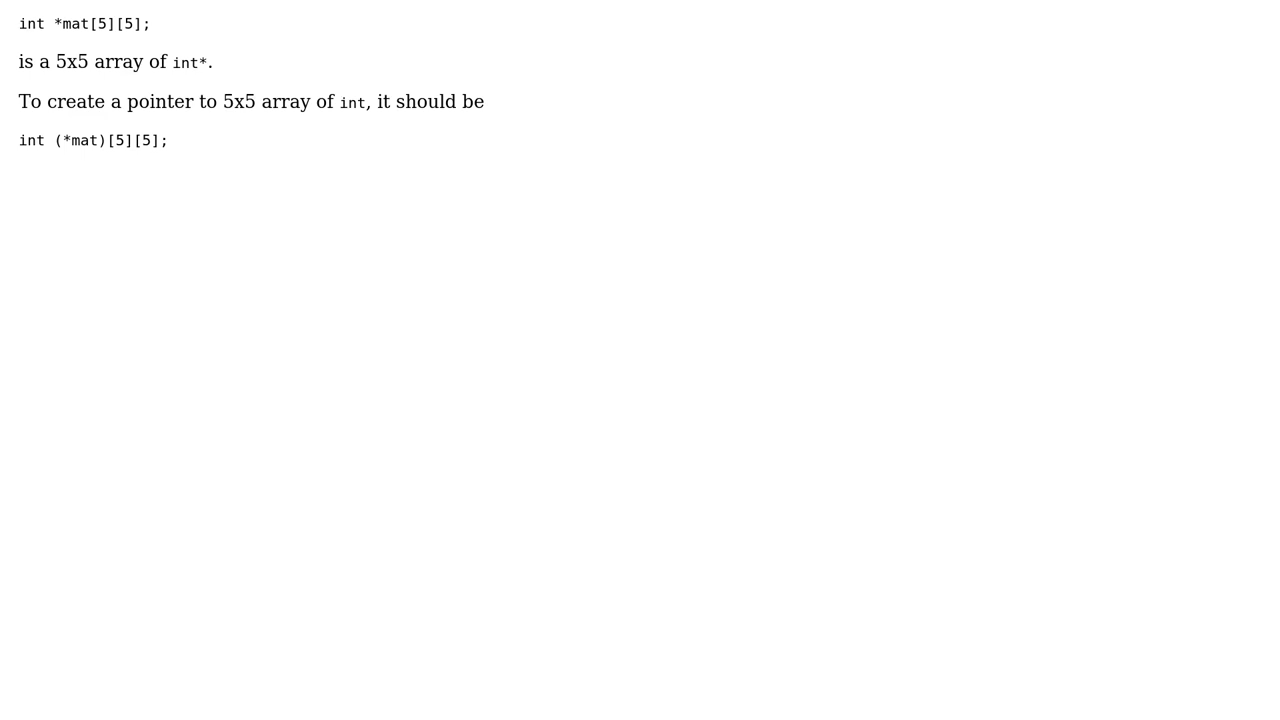 int *mat[5][5];
is a 5x5 array of int*.
To create a pointer to 5x5 array of int, it should be
int (*mat)[5][5];